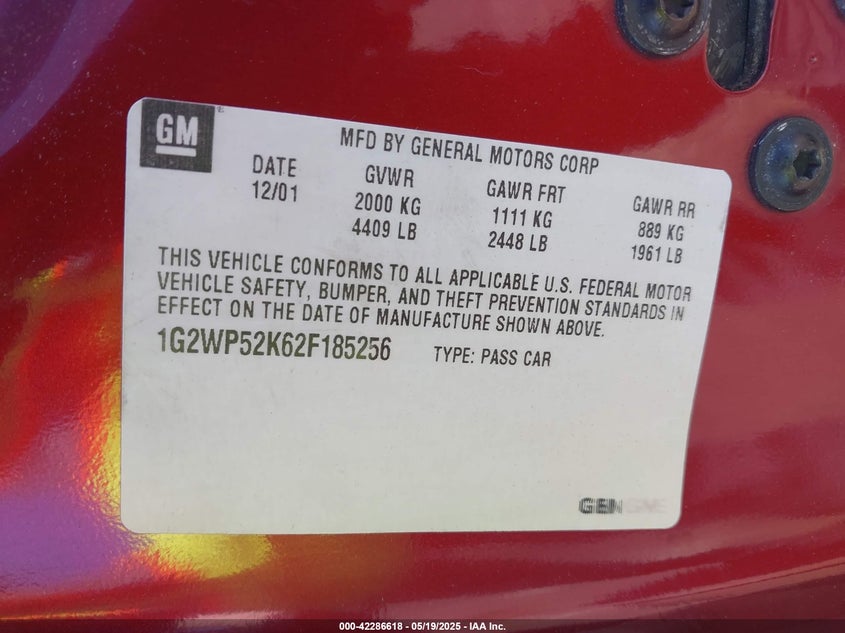 GM
MFD BY GENERAL MOTORS CORP
DATE GVWR GAWR FRT GAWR RR
12/01 2000 KG 1111 KG 889 KG
4409 LB 2448 LB 1961 LB
THIS VEHICLE CONFORMS TO ALL APPLICABLE U.S. FEDERAL MOTOR
VEHICLE SAFETY, BUMPER, AND THEFT PREVENTION STANDARDS IN
EFFECT ON THE DATE OF MANUFACTURE SHOWN ABOVE.
1G2WP52K62F185256 TYPE: PASS CAR
000-42286618 - 05/19/2025 - IAA Inc.